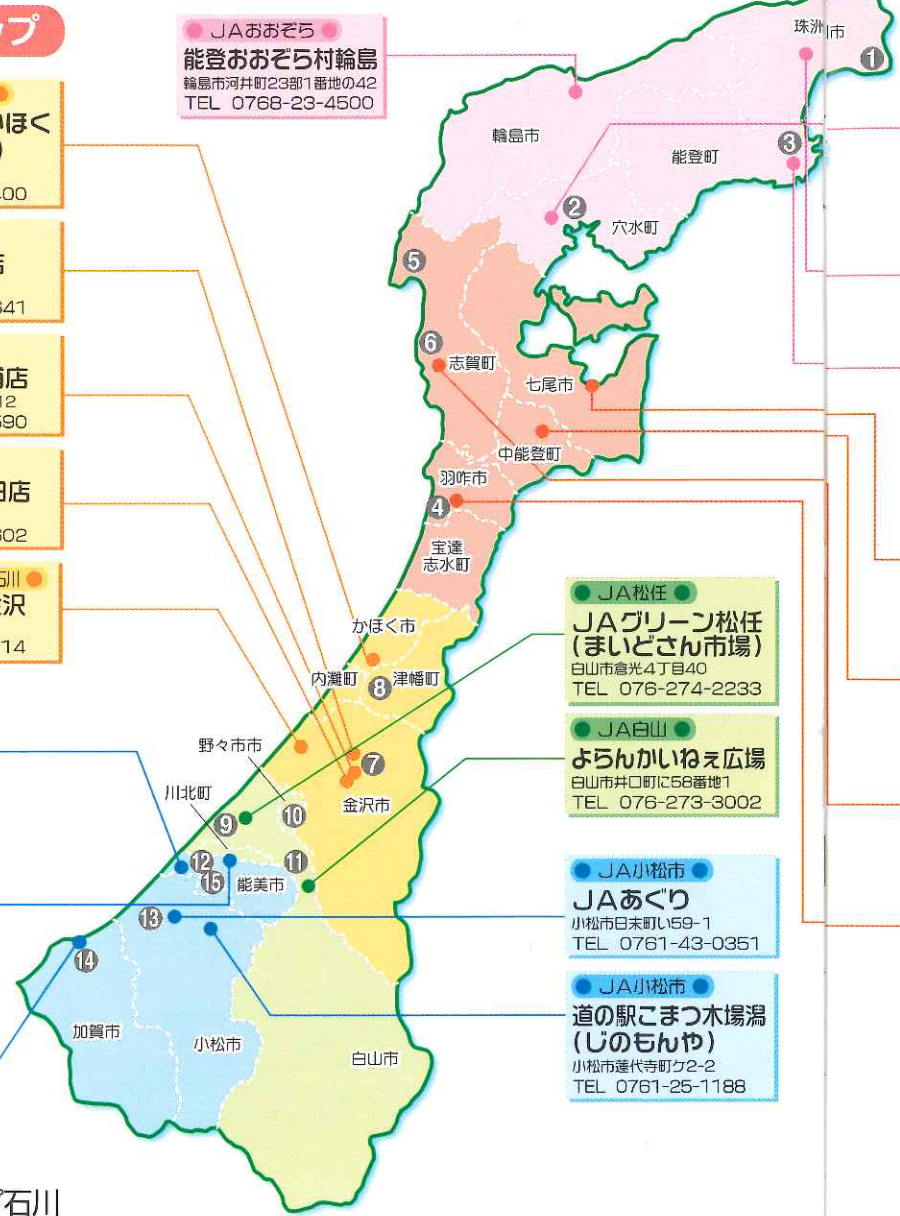 ップ
JAおおぞら
能登おおぞら村輪島
輪島市河井町23部1番地の42
TEL 0768-23-4500
かほく
)
400
店
641
浦店
12
590
田店
602
石川
金沢
14
珠洲市
1
輪島市
能登町
3
2
穴水町
5
6
志賀町
七尾市
中能登町
羽咋市
4
宝達
志水町
かほく市
内灘町
8
津幡町
野々市市
7
川北町
金沢市
9
10
12
11
15
能美市
13
14
加賀市
小松市
白山市
JA松任
JAグリーン松任
(まいどさん市場)
白山市倉光4丁目40
TEL 076-274-2233
JA白山
よらんかいねぇ広場
白山市井口町に58番地1
TEL 076-273-3002
JA小松市
JAあぐり
小松市日末町い59-1
TEL 0761-43-0351
JA小松市
道の駅こまつ木場潟
(じのもんや)
小松市蓮代寺町ケ2-2
TEL 0761-25-1188
石川